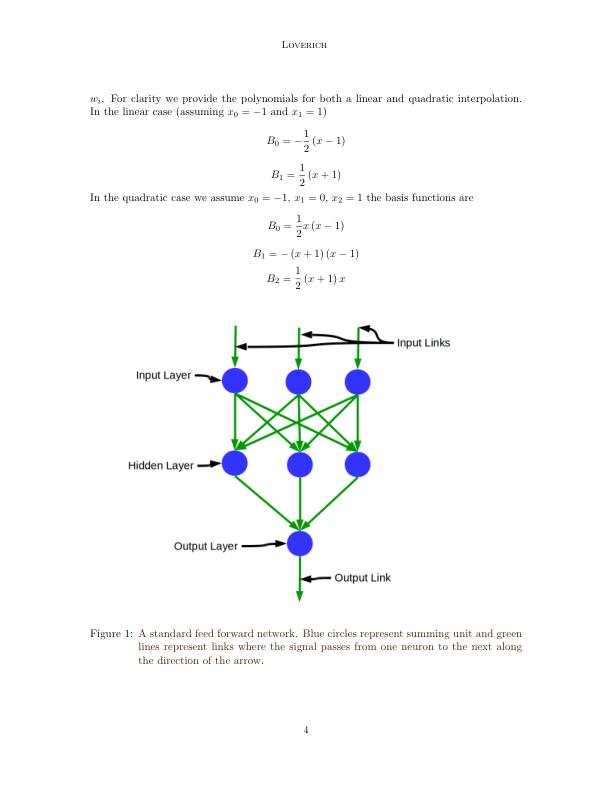 Loverich
w_i. For clarity we provide the polynomials for both a linear and quadratic interpolation.
In the linear case (assuming x_0 = −1 and x_1 = 1)
B_0 = −\frac{1}{2} (x − 1)
B_1 = \frac{1}{2} (x + 1)
In the quadratic case we assume x_0 = −1, x_1 = 0, x_2 = 1 the basis functions are
B_0 = \frac{1}{2} x (x − 1)
B_1 = − (x + 1) (x − 1)
B_2 = \frac{1}{2} (x + 1) x
Input Links
Input Layer
Hidden Layer
Output Layer
Output Link
Figure 1: A standard feed forward network. Blue circles represent summing unit and green
lines represent links where the signal passes from one neuron to the next along
the direction of the arrow.
4